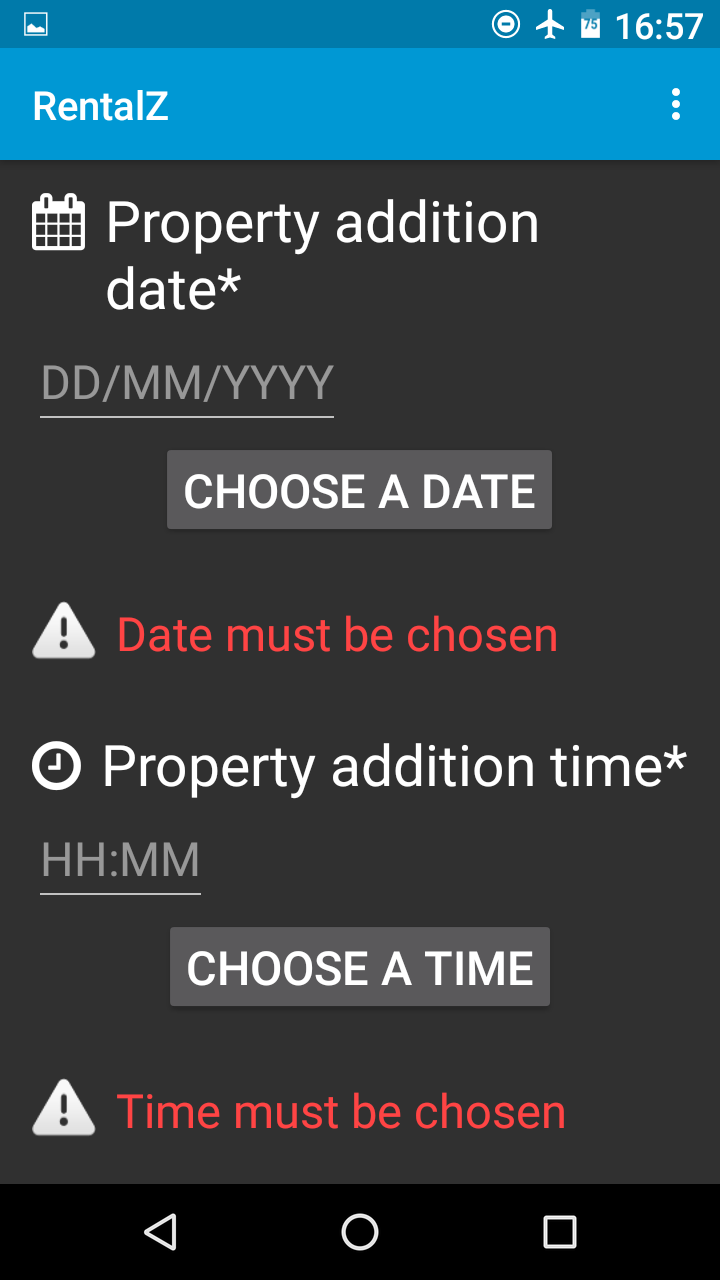 75 16:57
RentalZ
Property addition
date*
DD/MM/YYYY
CHOOSE A DATE
Date must be chosen
Property addition time*
HH:MM
CHOOSE A TIME
Time must be chosen